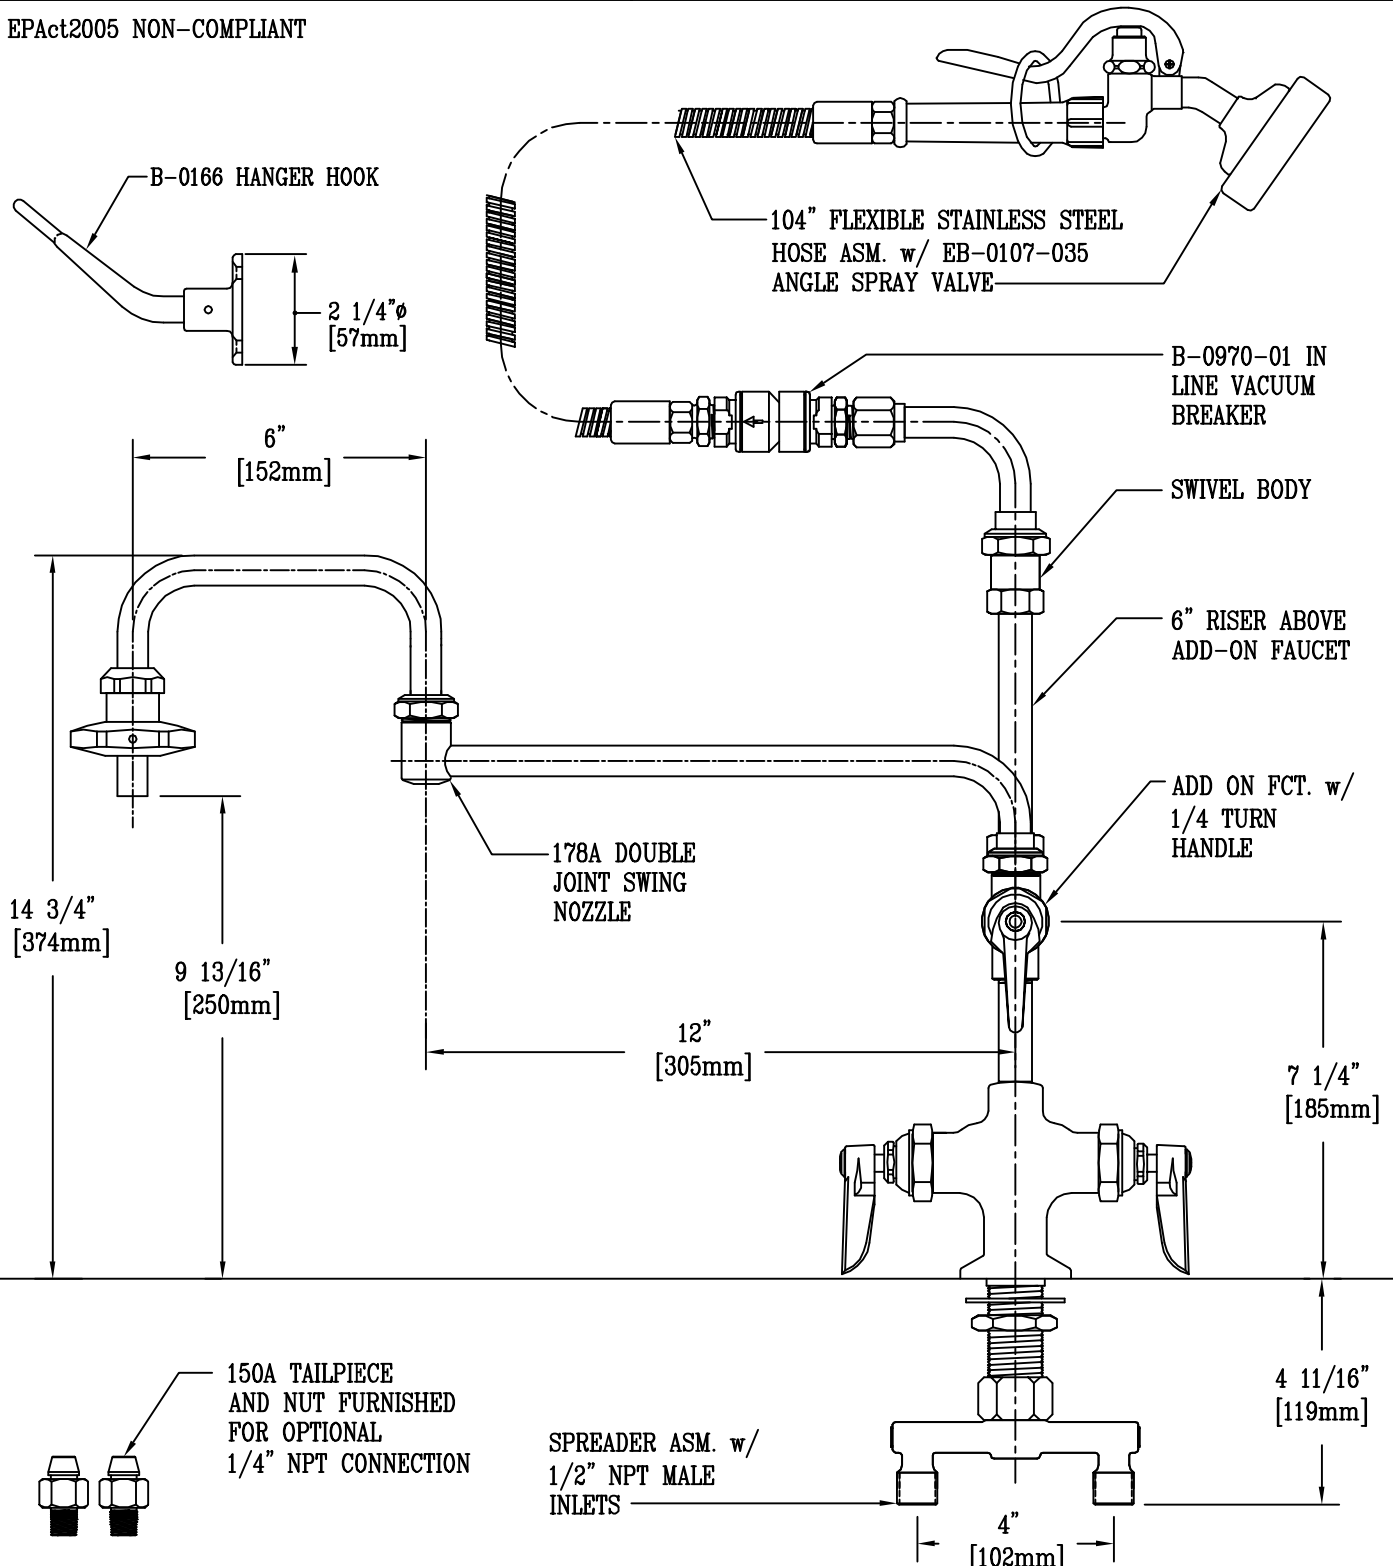 EPAct2005 NON-COMPLIANT
B-0166 HANGER HOOK
2 1/4"ø
[57mm]
104" FLEXIBLE STAINLESS STEEL
HOSE ASM. w/ EB-0107-035
ANGLE SPRAY VALVE
B-0970-01 IN
LINE VACUUM
BREAKER
6"
[152mm]
SWIVEL BODY
6" RISER ABOVE
ADD-ON FAUCET
ADD ON FCT. w/
1/4 TURN
HANDLE
178A DOUBLE
JOINT SWING
NOZZLE
14 3/4"
[374mm]
9 13/16"
[250mm]
12"
[305mm]
7 1/4"
[185mm]
150A TAILPIECE
AND NUT FURNISHED
FOR OPTIONAL
1/4" NPT CONNECTION
4 11/16"
[119mm]
SPREADER ASM. w/
1/2" NPT MALE
INLETS
4"
[102mm]